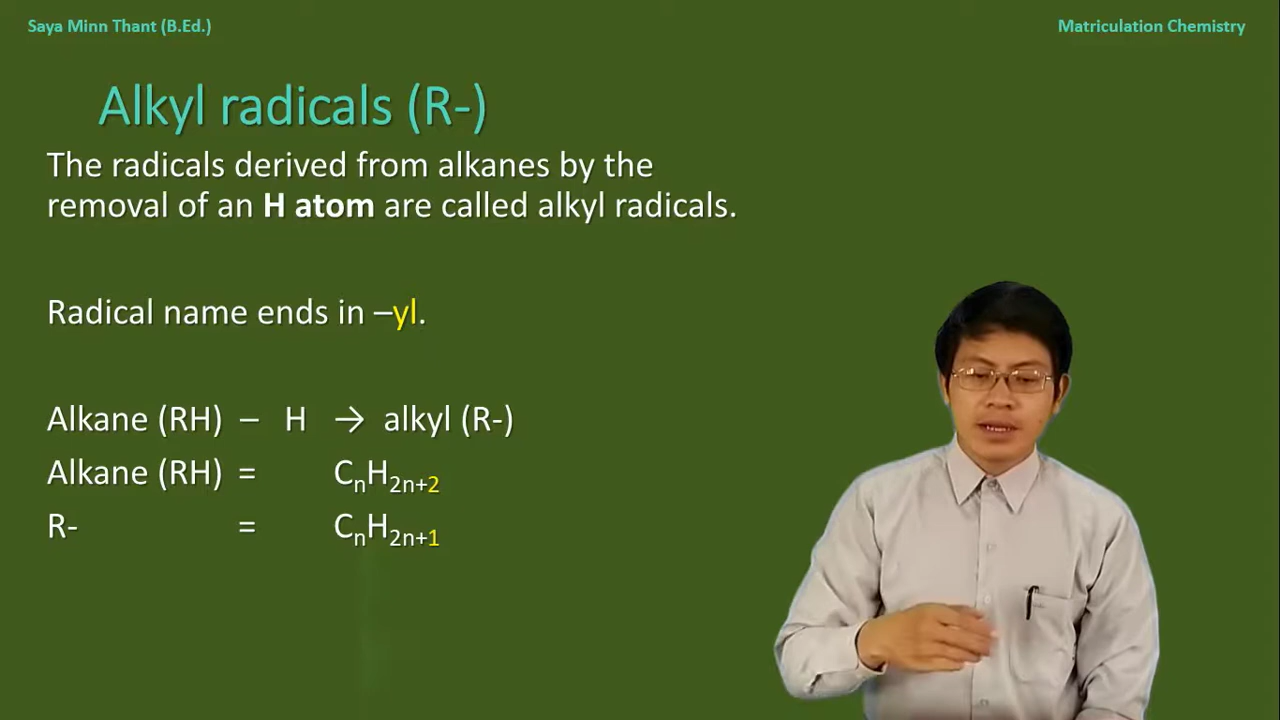 Saya Minn Thant (B.Ed.)
Matriculation Chemistry
Alkyl radicals (R-)
The radicals derived from alkanes by the
removal of an H atom are called alkyl radicals.
Radical name ends in –yl.
Alkane (RH) – H → alkyl (R-)
Alkane (RH) = CₙH₂ₙ₊₂
R- = CₙH₂ₙ₊₁